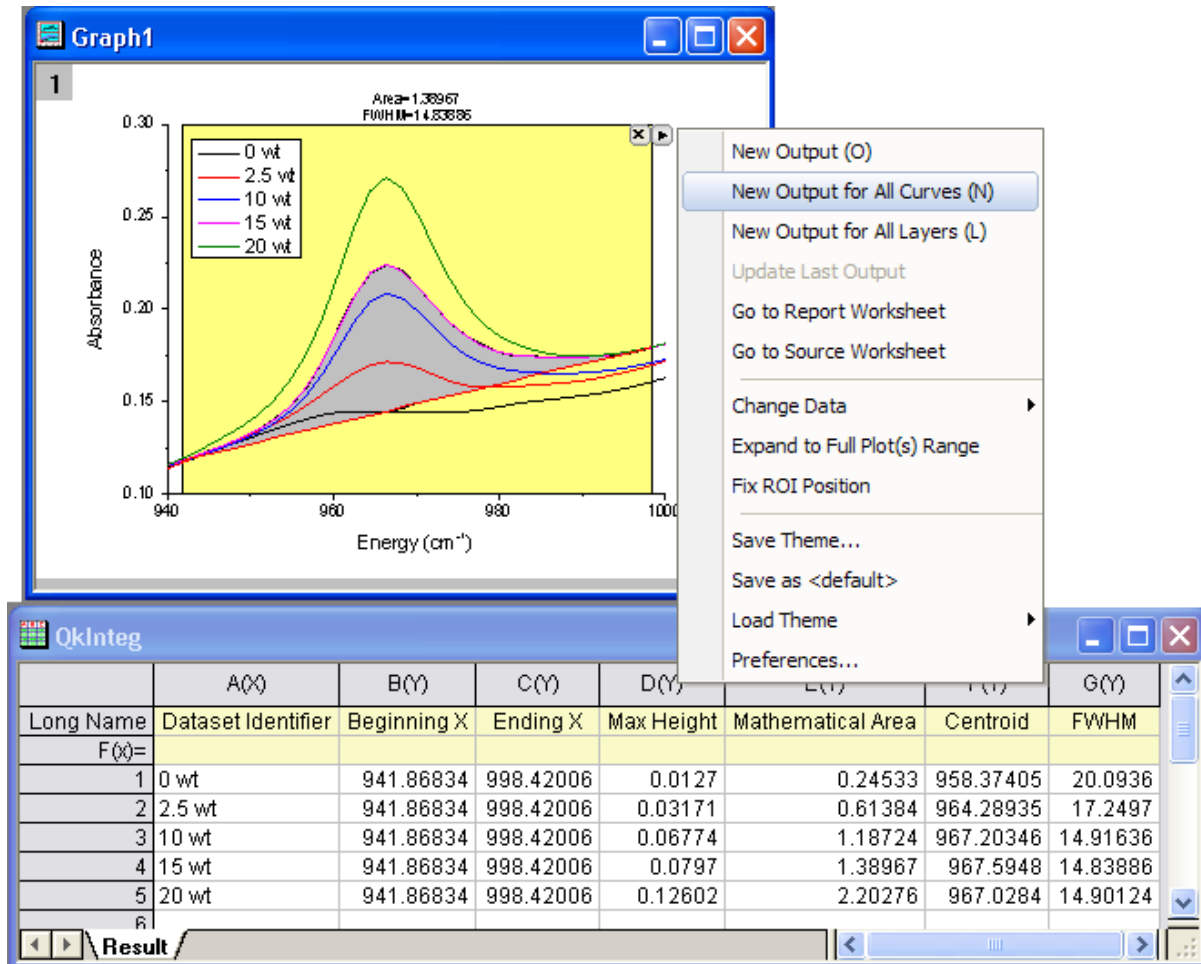 Graph1
1
Area=1.38967
FWHM=14.83886
0.30
0.25
0.20
0.15
0.10
Absorbance
0 wt
2.5 wt
10 wt
15 wt
20 wt
940
960
980
1000
Energy (cm⁻¹)
New Output (O)
New Output for All Curves (N)
New Output for All Layers (L)
Update Last Output
Go to Report Worksheet
Go to Source Worksheet
Change Data
Expand to Full Plot(s) Range
Fix ROI Position
Save Theme...
Save as <default>
Load Theme
Preferences...
QkInteg
A(X) B(Y) C(Y) D(Y) G(Y)
Long Name Dataset Identifier Beginning X Ending X Max Height Mathematical Area Centroid FWHM
F(x)=
1 0 wt 941.86834 998.42006 0.0127 0.24533 958.37405 20.0936
2 2.5 wt 941.86834 998.42006 0.03171 0.61384 964.28935 17.2497
3 10 wt 941.86834 998.42006 0.06774 1.18724 967.20346 14.91636
4 15 wt 941.86834 998.42006 0.0797 1.38967 967.5948 14.83886
5 20 wt 941.86834 998.42006 0.12602 2.20276 967.0284 14.90124
6
Result